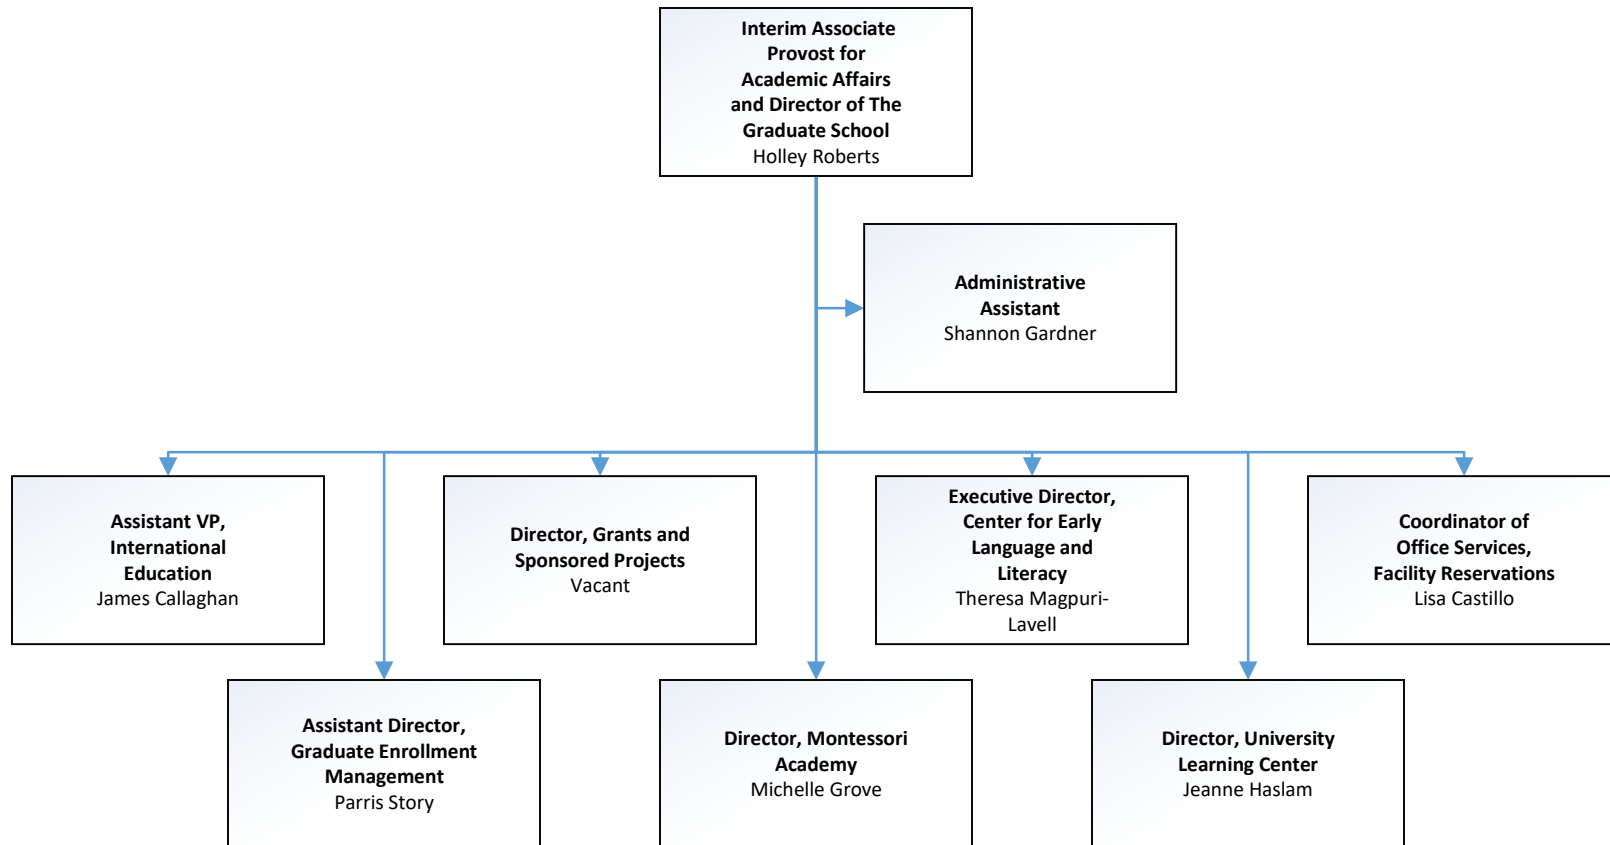 Interim Associate
Provost for
Academic Affairs
and Director of The
Graduate School
Holley Roberts
Administrative
Assistant
Shannon Gardner
Assistant VP,
International
Education
James Callaghan
Director, Grants and
Sponsored Projects
Vacant
Executive Director,
Center for Early
Language and
Literacy
Theresa Magpuri-
Lavell
Coordinator of
Office Services,
Facility Reservations
Lisa Castillo
Assistant Director,
Graduate Enrollment
Management
Parris Story
Director, Montessori
Academy
Michelle Grove
Director, University
Learning Center
Jeanne Haslam